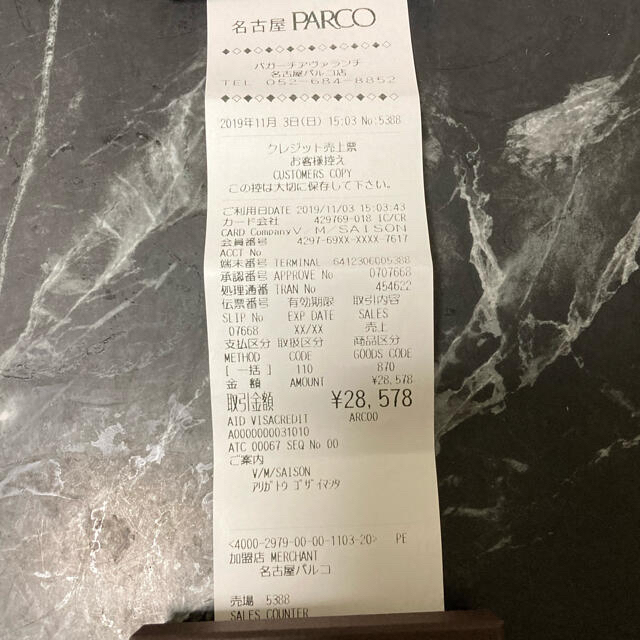 名古屋 PARCO
バガーチアヴァランチ
名古屋パルコ店
TEL 052-684-8852
2019年11月 3日(日) 15:03 No:5388
クレジット売上票
お客様控え
CUSTOMERS COPY
この控は大切に保存して下さい。
ご利用日DATE 2019/11/03 15:03:43
カード会社 429769-018 IC/CR
CARD Company V/M/SAISON
会員番号 4297-69XX-XXXX-7617
ACCT No
端末番号 TERMINAL 6412306005388
承認番号 APPROVE No 0707668
処理通番 TRAN No 454622
伝票番号 有効期限 取引内容
SLIP No EXP DATE SALES
07668 XX/XX 売上
支払区分 取扱区分 商品区分
METHOD CODE GOODS CODE
[ 一括 ] 110 870
金 額 AMOUNT ¥28,578
取引金額 ¥28,578
AID VISACREDIT ARC00
A0000000031010
ATC 00067 SEQ No 00
ご案内
V/M/SAISON
アリガトウ ゴザイマシタ
<4000-2979-00-00-1103-20> PE
加盟店 MERCHANT
名古屋パルコ
売場 5388
SALES COUNTER